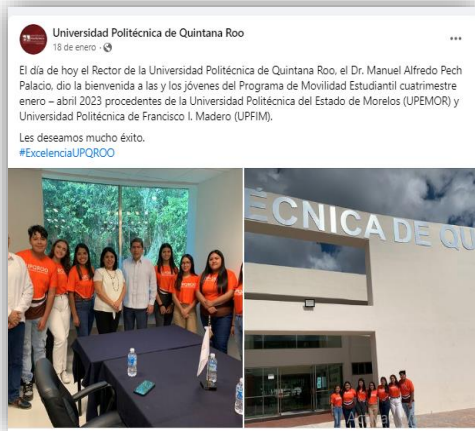 Universidad Politécnica de Quintana Roo
18 de enero ·
El día de hoy el Rector de la Universidad Politécnica de Quintana Roo, el Dr. Manuel Alfredo Pech
Palacio, dio la bienvenida a las y los jóvenes del Programa de Movilidad Estudiantil cuatrimestre
enero – abril 2023 procedentes de la Universidad Politécnica del Estado de Morelos (UPEMOR) y
Universidad Politécnica de Francisco I. Madero (UPFIM).
Les deseamos mucho éxito.
#ExcelenciaUPQROO
ÉCNICA DE QU
UPQROO